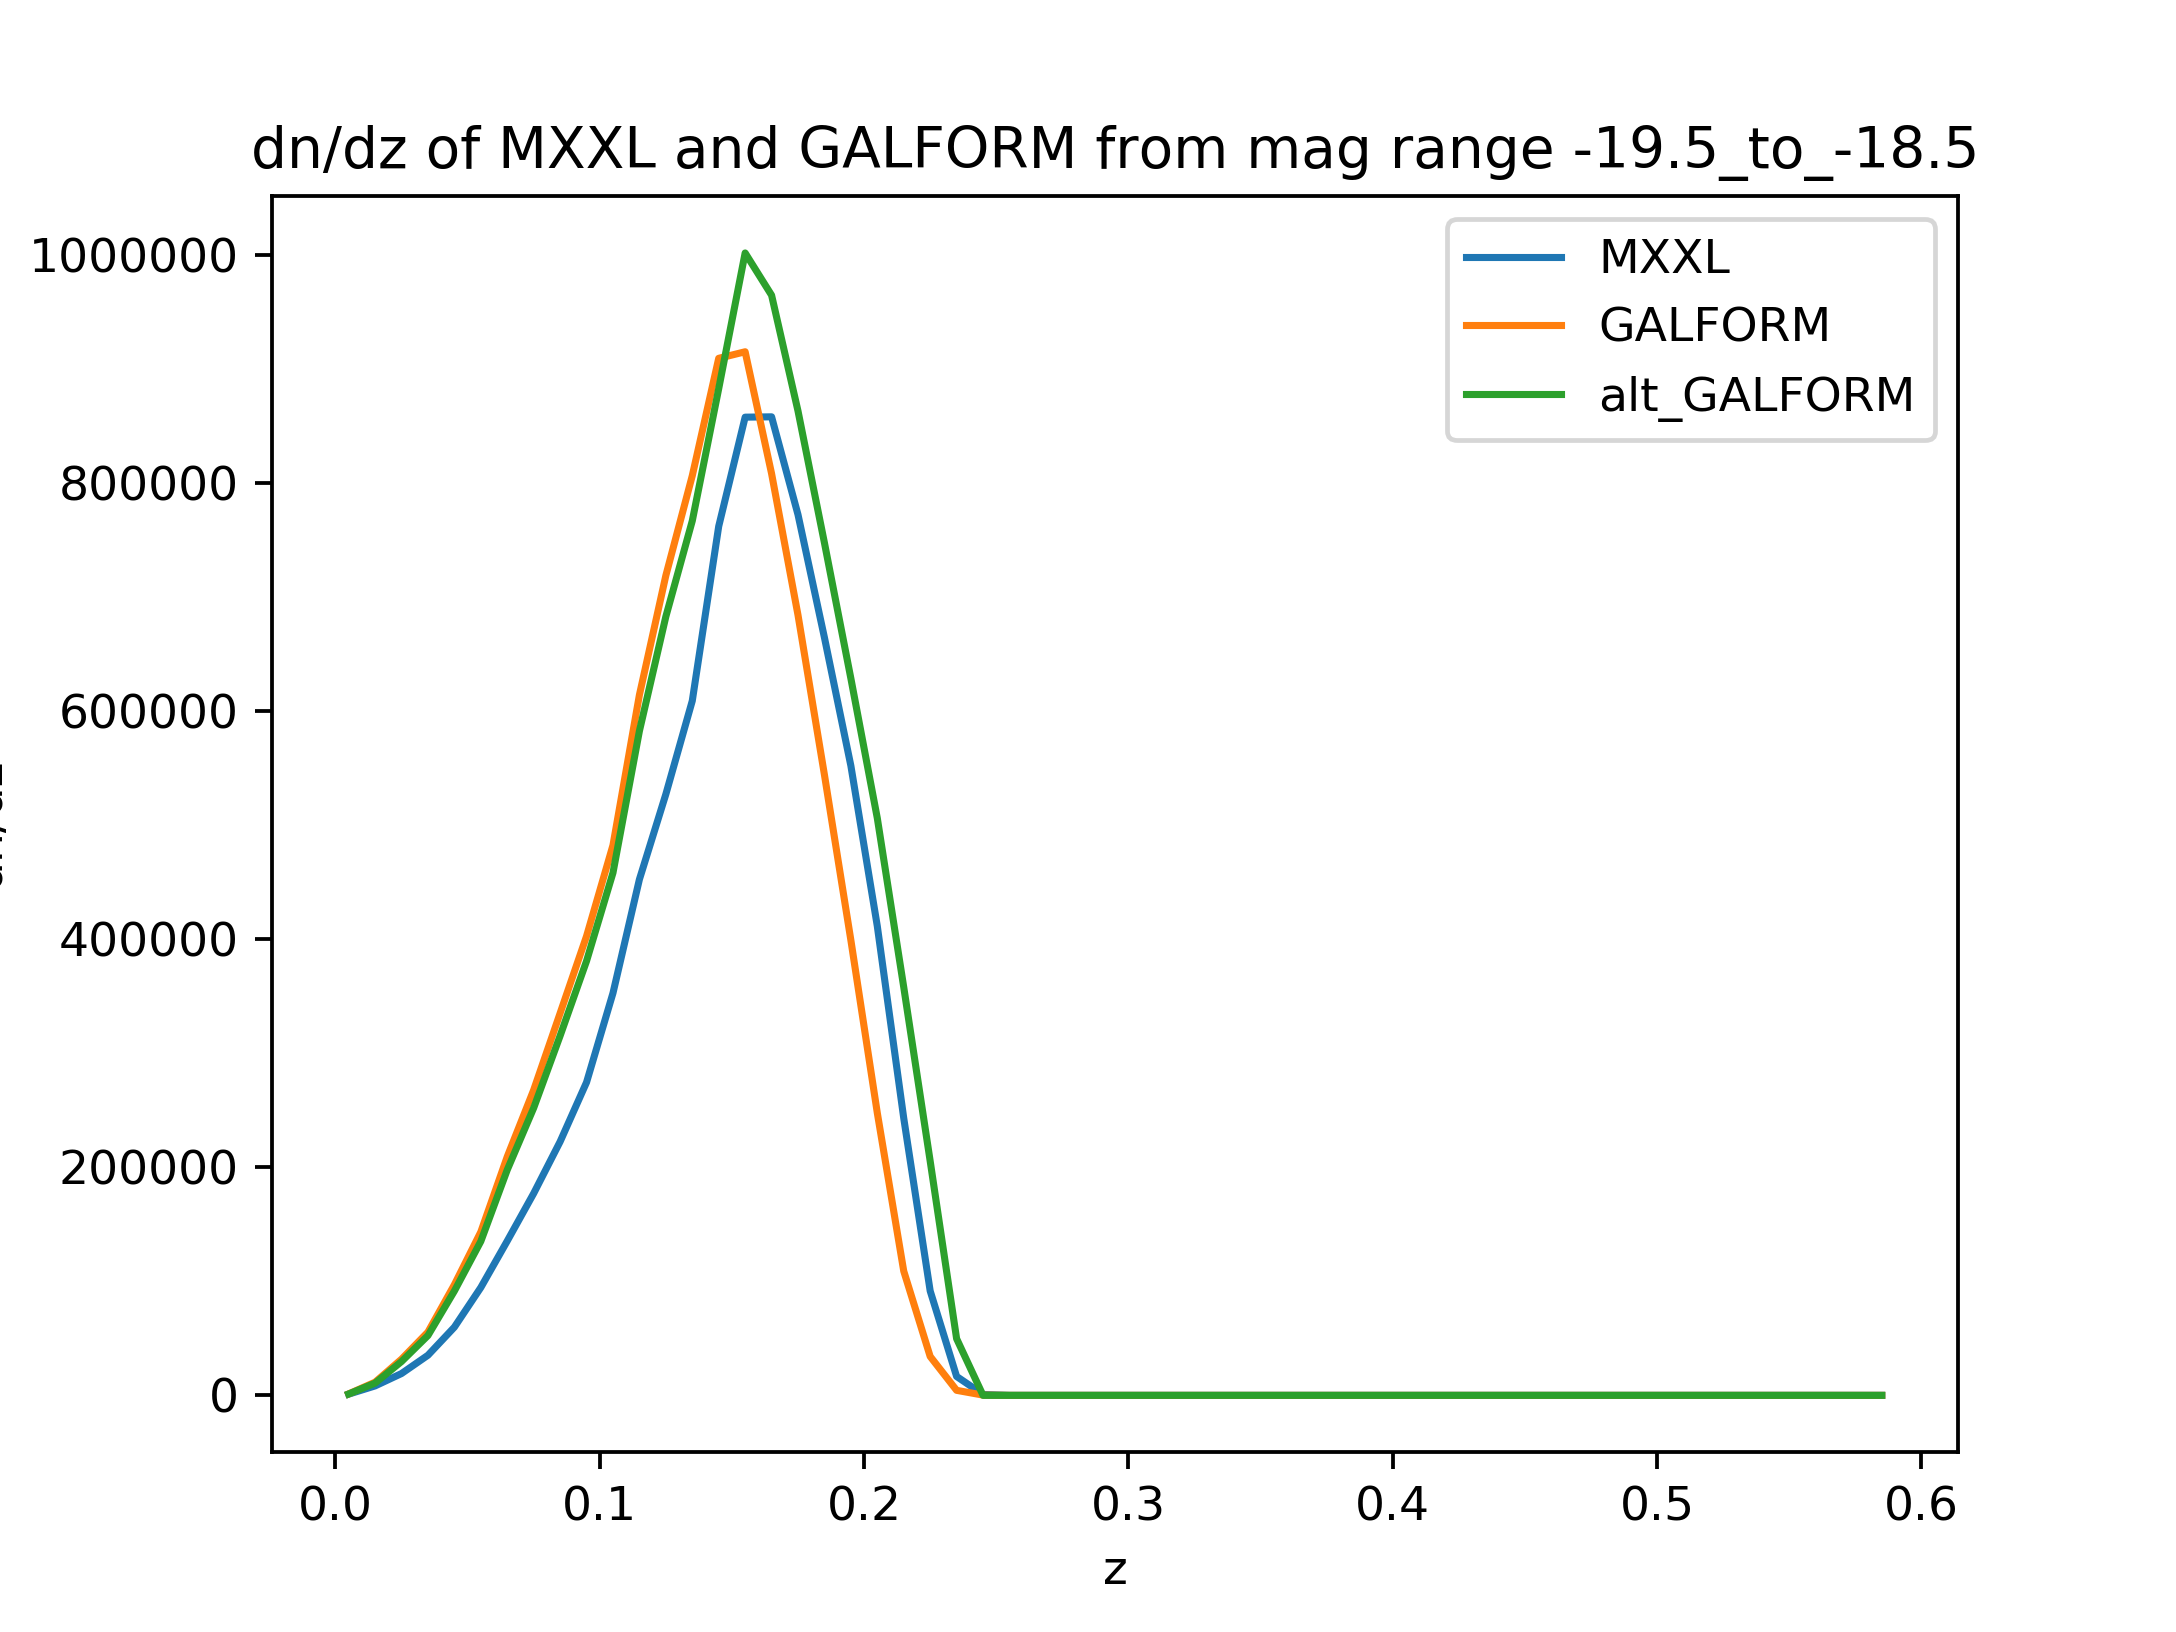 dn/dz of MXXL and GALFORM from mag range -19.5_to_-18.5
MXXL
GALFORM
alt_GALFORM
1000000
800000
600000
400000
200000
0
0.0 0.1 0.2 0.3 0.4 0.5 0.6
z